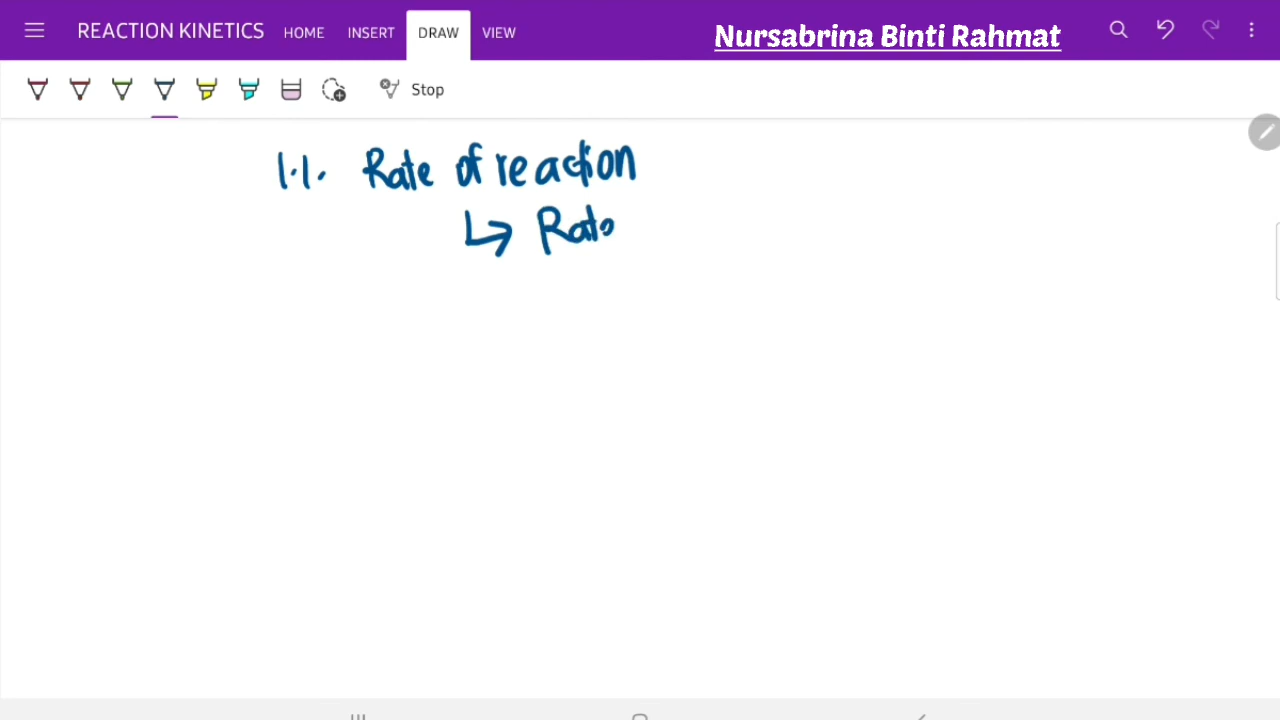 REACTION KINETICS HOME INSERT DRAW VIEW Nursabrina Binti Rahmat
Stop
1.1. Rate of reaction
↳ Rate